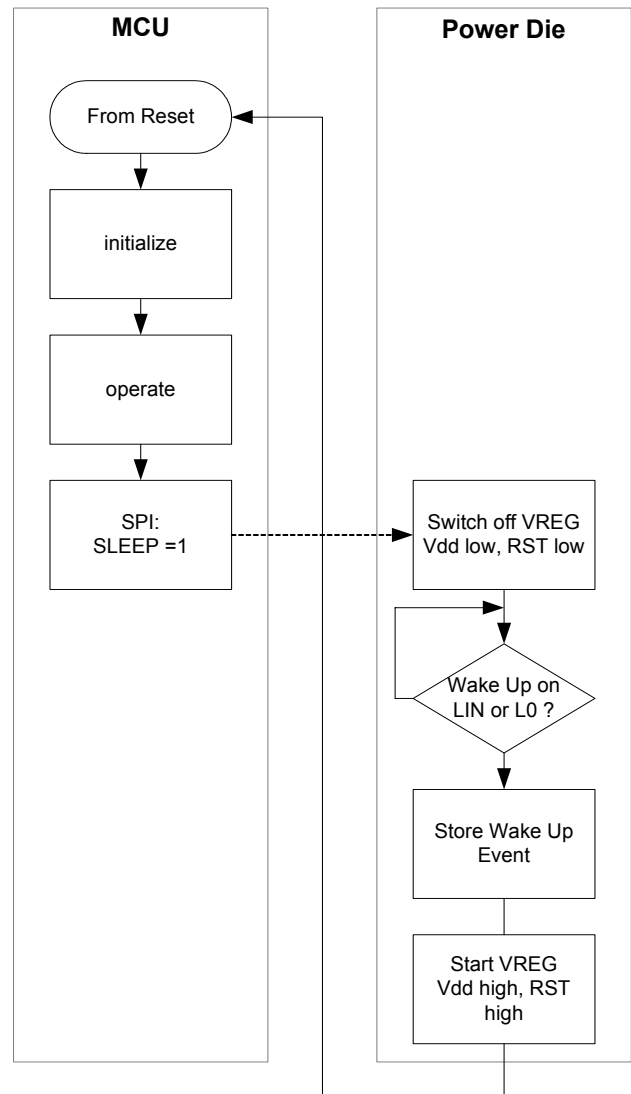 MCU
From Reset
initialize
operate
SPI:
SLEEP =1
Power Die
Switch off VREG
Vdd low, RST low
Wake Up on
LIN or L0 ?
Store Wake Up
Event
Start VREG
Vdd high, RST
high